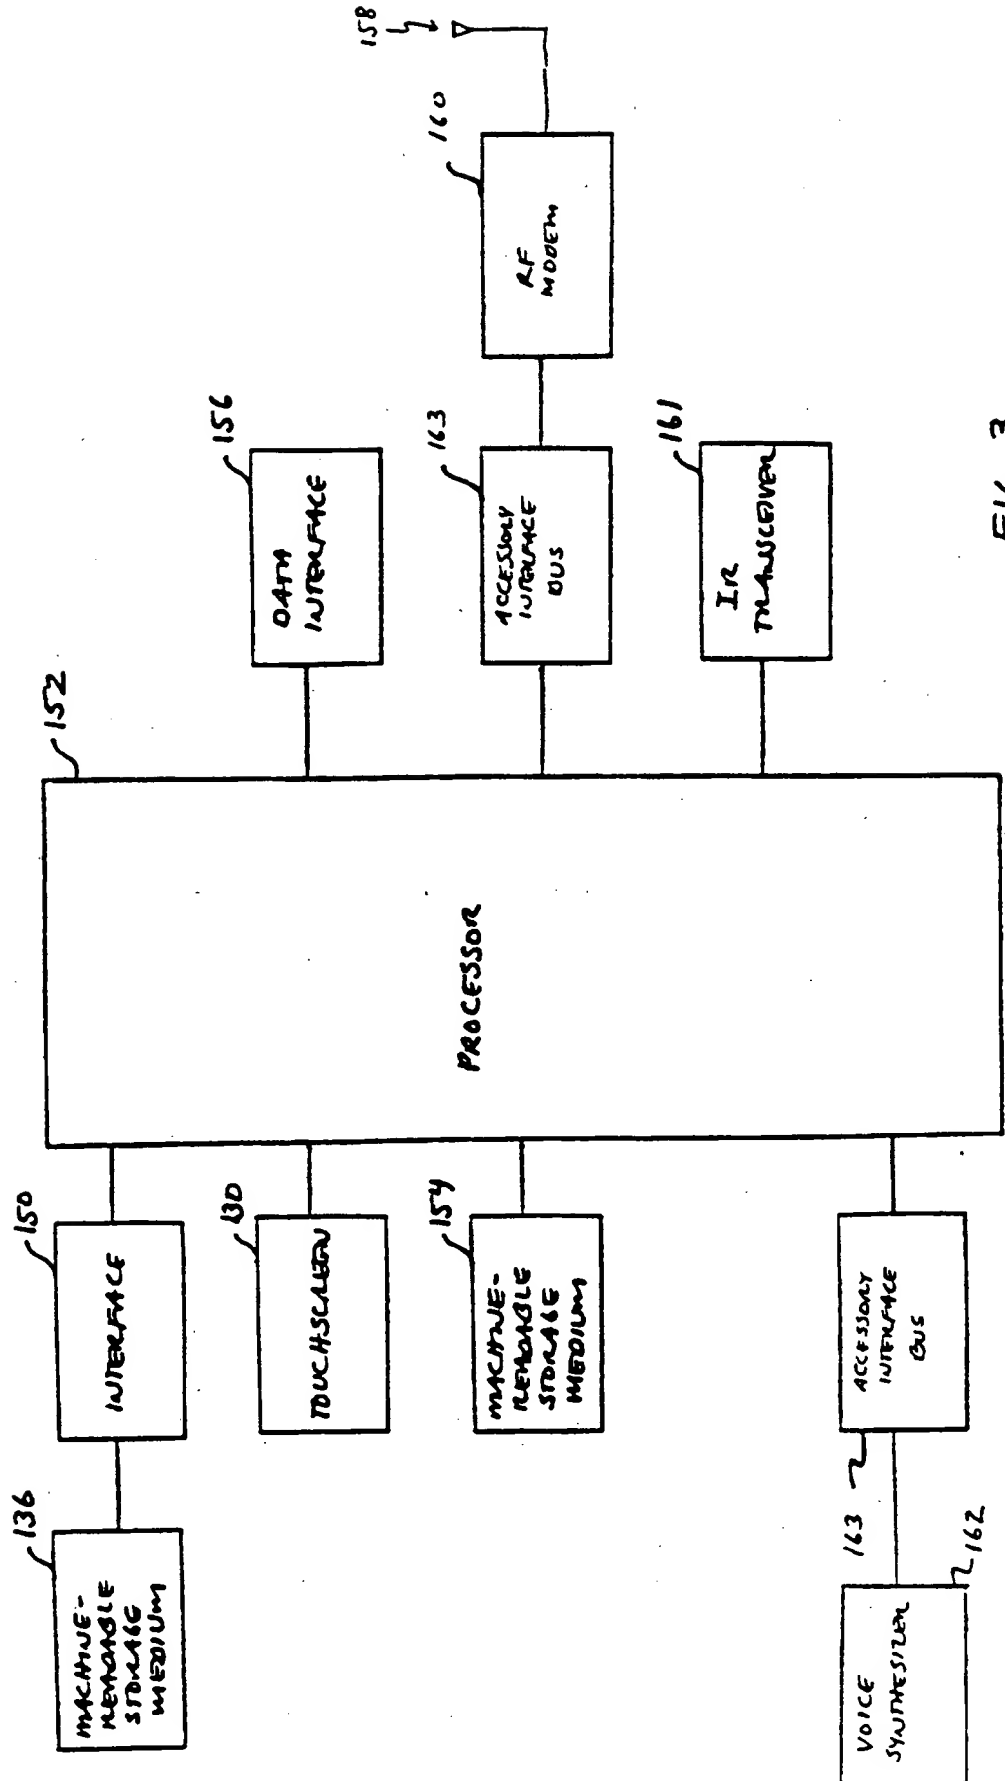 136
MACHINE-
READABLE
STORAGE
MEDIUM
150
INTERFACE
130
TOUCHSCREEN
154
MACHINE-
READABLE
STORAGE
MEDIUM
VOICE
SYNTHESIZER
162
163
ACCESSORY
INTERFACE
BUS
152
PROCESSOR
156
DATA
INTERFACE
163
ACCESSORY
INTERFACE
BUS
161
IR
TRANSCEIVER
160
RF
MODEM
158